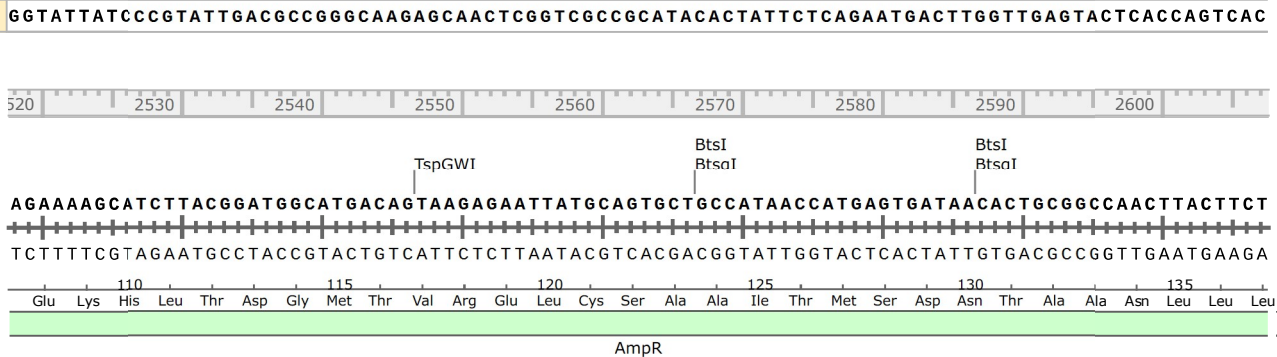 GGTATTATCCCGTATTGACGCCGGGCAAGAGCAACTCGGTCGCCGCATACACTATTCTCAGAATGACTTGGTTGAGTACTCACCAGTCAC
520 2530 2540 2550 2560 2570 2580 2590 2600
BtsI BtsI
TspGWI BtsαI BtsαI
AGAAAAGCATCTTACGGATGGCATGACAGTAAGAGAATTATGCAGTGCTGCCATAACCATGAGTGATAACACTGCGGCCAACTTACTTCT
TCTTTTCGTAGAATGCCTACCGTACTGTCATTCTCTTAATACGTCACGACGGTATTGGTACTCACTATTGTGACGCCGGTTGAATGAAGA
110 115 120 125 130 135
Glu Lys His Leu Thr Asp Gly Met Thr Val Arg Glu Leu Cys Ser Ala Ala Ile Thr Met Ser Asp Asn Thr Ala Ala Asn Leu Leu Leu
AmpR